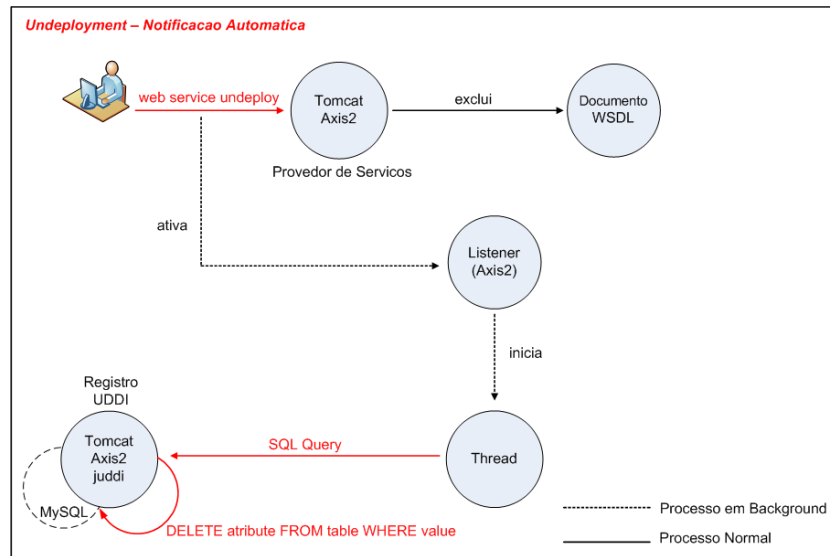 Undeployment – Notificacao Automatica
web service undeploy
Tomcat
Axis2
exclui
Documento
WSDL
Provedor de Servicos
ativa
Listener
(Axis2)
inicia
Registro
UDDI
Tomcat
Axis2
juddi
SQL Query
Thread
MySQL
DELETE atribute FROM table WHERE value
Processo em Background
Processo Normal